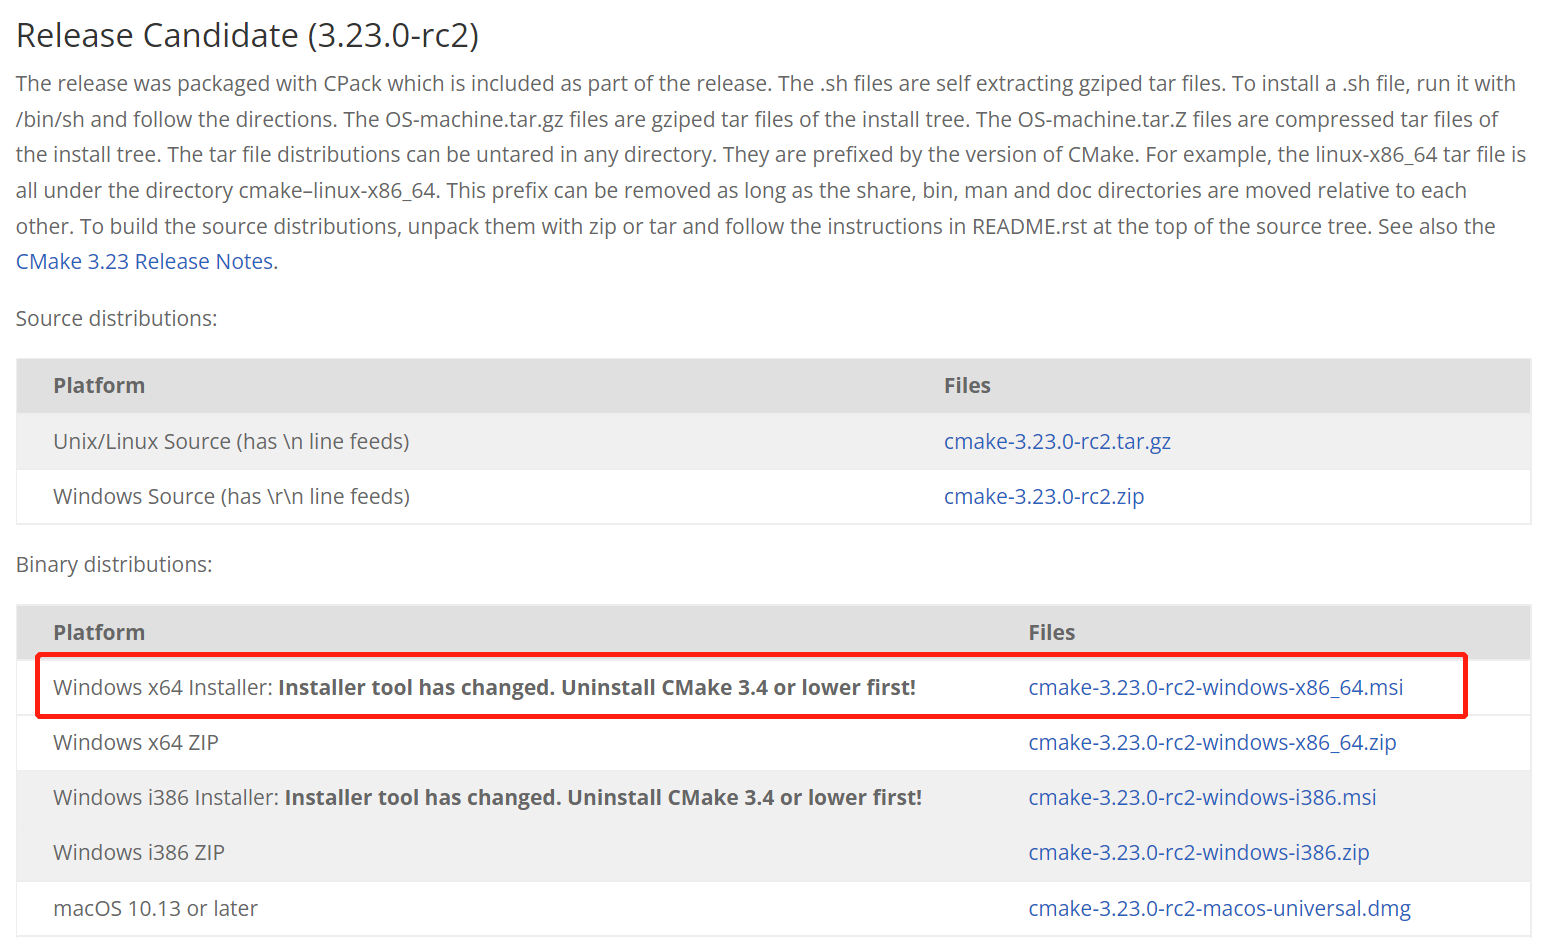 Release Candidate (3.23.0-rc2)
The release was packaged with CPack which is included as part of the release. The .sh files are self extracting gziped tar files. To install a .sh file, run it with
/bin/sh and follow the directions. The OS-machine.tar.gz files are gziped tar files of the install tree. The OS-machine.tar.Z files are compressed tar files of
the install tree. The tar file distributions can be untared in any directory. They are prefixed by the version of CMake. For example, the linux-x86_64 tar file is
all under the directory cmake–linux-x86_64. This prefix can be removed as long as the share, bin, man and doc directories are moved relative to each
other. To build the source distributions, unpack them with zip or tar and follow the instructions in README.rst at the top of the source tree. See also the
CMake 3.23 Release Notes.
Source distributions:
Platform Files
Unix/Linux Source (has \n line feeds) cmake-3.23.0-rc2.tar.gz
Windows Source (has \r\n line feeds) cmake-3.23.0-rc2.zip
Binary distributions:
Platform Files
Windows x64 Installer: Installer tool has changed. Uninstall CMake 3.4 or lower first! cmake-3.23.0-rc2-windows-x86_64.msi
Windows x64 ZIP cmake-3.23.0-rc2-windows-x86_64.zip
Windows i386 Installer: Installer tool has changed. Uninstall CMake 3.4 or lower first! cmake-3.23.0-rc2-windows-i386.msi
Windows i386 ZIP cmake-3.23.0-rc2-windows-i386.zip
macOS 10.13 or later cmake-3.23.0-rc2-macos-universal.dmg